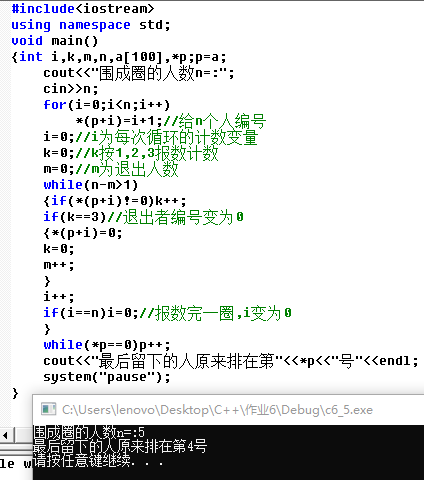 #include<iostream>
using namespace std;
void main()
{int i,k,m,n,a[100],*p;p=a;
cout<<"围成圈的人数n=:";
cin>>n;
for(i=0;i<n;i++)
*(p+i)=i+1;//给n个人编号
i=0;//i为每次循环的计数变量
k=0;//k按1,2,3报数计数
m=0;//m为退出人数
while(n-m>1)
{if(*(p+i)!=0)k++;
if(k==3)//退出者编号变为0
{*(p+i)=0;
k=0;
m++;
}
i++;
if(i==n)i=0;//报数完一圈,i变为0
}
while(*p==0)p++;
cout<<"最后留下的人原来排在第"<<*p<<"号"<<endl;
system("pause");
}
C:\Users\lenovo\Desktop\C++\作业6\Debug\c6_5.exe
围成圈的人数n=:5
最后留下的人原来排在第4号
请按任意键继续. . .